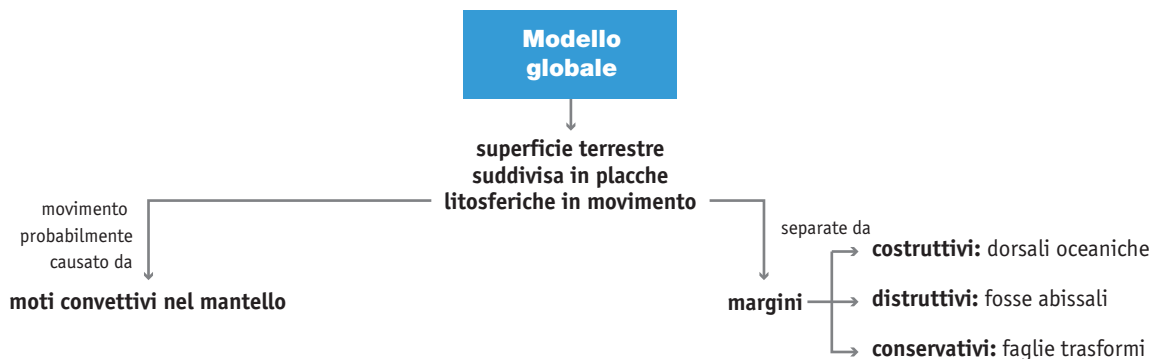 Modello
globale
superficie terrestre
suddivisa in placche
litosferiche in movimento
movimento
probabilmente
causato da
moti convettivi nel mantello
separate da
margini
costruttivi: dorsali oceaniche
distruttivi: fosse abissali
conservativi: faglie trasformi